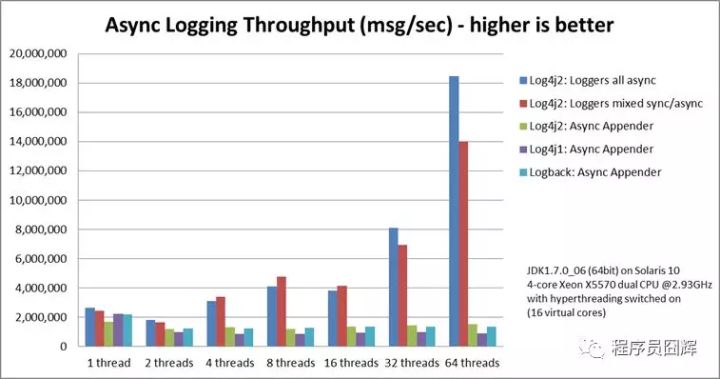 Async Logging Throughput (msg/sec) - higher is better
20,000,000
18,000,000
16,000,000
14,000,000
12,000,000
10,000,000
8,000,000
6,000,000
4,000,000
2,000,000
0
1 thread 2 threads 4 threads 8 threads 16 threads 32 threads 64 threads
Log4j2: Loggers all async
Log4j2: Loggers mixed sync/async
Log4j2: Async Appender
Log4j1: Async Appender
Logback: Async Appender
JDK1.7.0_06 (64bit) on Solaris 10
4-core Xeon X5570 dual CPU @2.93GHz
with hyperthreading switched on
(16 virtual cores)
程序员囧辉